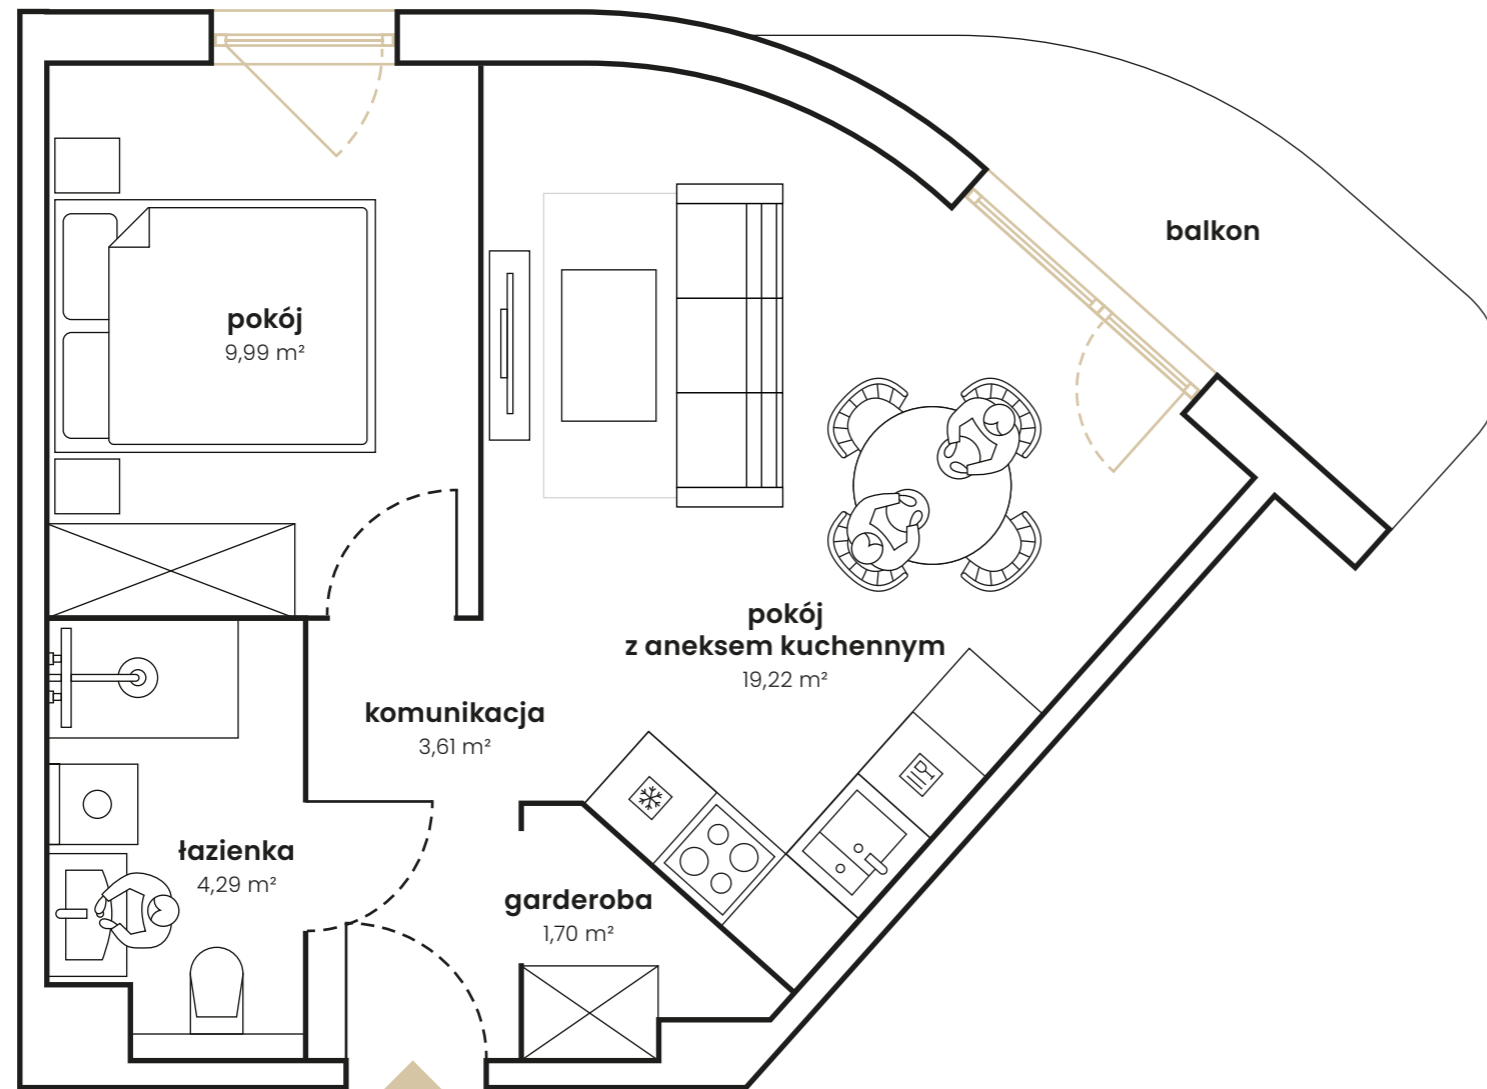 balkon
pokój
9,99 m²
pokój
z aneksem kuchennym
19,22 m²
komunikacja
3,61 m²
łazienka
4,29 m²
garderoba
1,70 m²